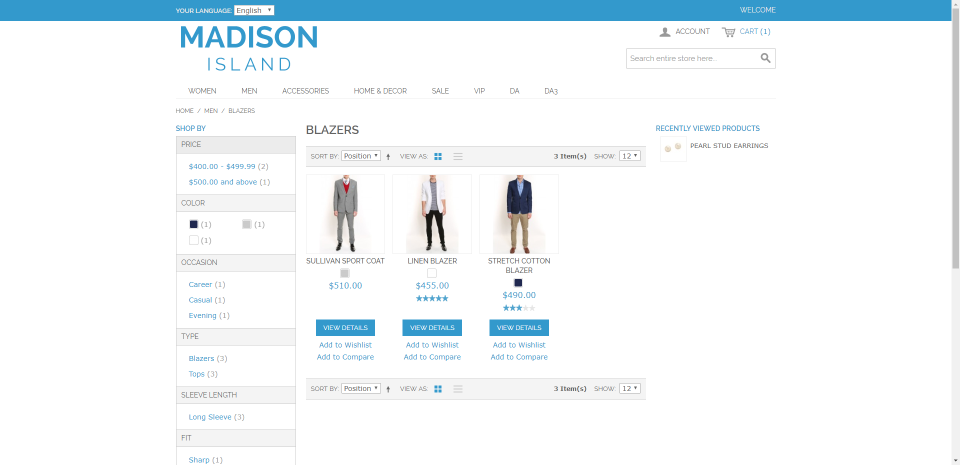 YOUR LANGUAGE: English
WELCOME
MADISON
ISLAND
ACCOUNT
CART (1)
Search entire store here...
WOMEN MEN ACCESSORIES HOME & DECOR SALE VIP DA DA3
HOME / MEN / BLAZERS
SHOP BY
PRICE
$400.00 - $499.99 (2)
$500.00 and above (1)
COLOR
(1) (1)
(1)
OCCASION
Career (1)
Casual (1)
Evening (1)
TYPE
Blazers (3)
Tops (3)
SLEEVE LENGTH
Long Sleeve (3)
FIT
Sharp (1)
BLAZERS
SORT BY: Position VIEW AS: 3 Item(s) SHOW: 12
SULLIVAN SPORT COAT
$510.00
VIEW DETAILS
Add to Wishlist
Add to Compare
LINEN BLAZER
$455.00
VIEW DETAILS
Add to Wishlist
Add to Compare
STRETCH COTTON
BLAZER
$490.00
VIEW DETAILS
Add to Wishlist
Add to Compare
SORT BY: Position VIEW AS: 3 Item(s) SHOW: 12
RECENTLY VIEWED PRODUCTS
PEARL STUD EARRINGS